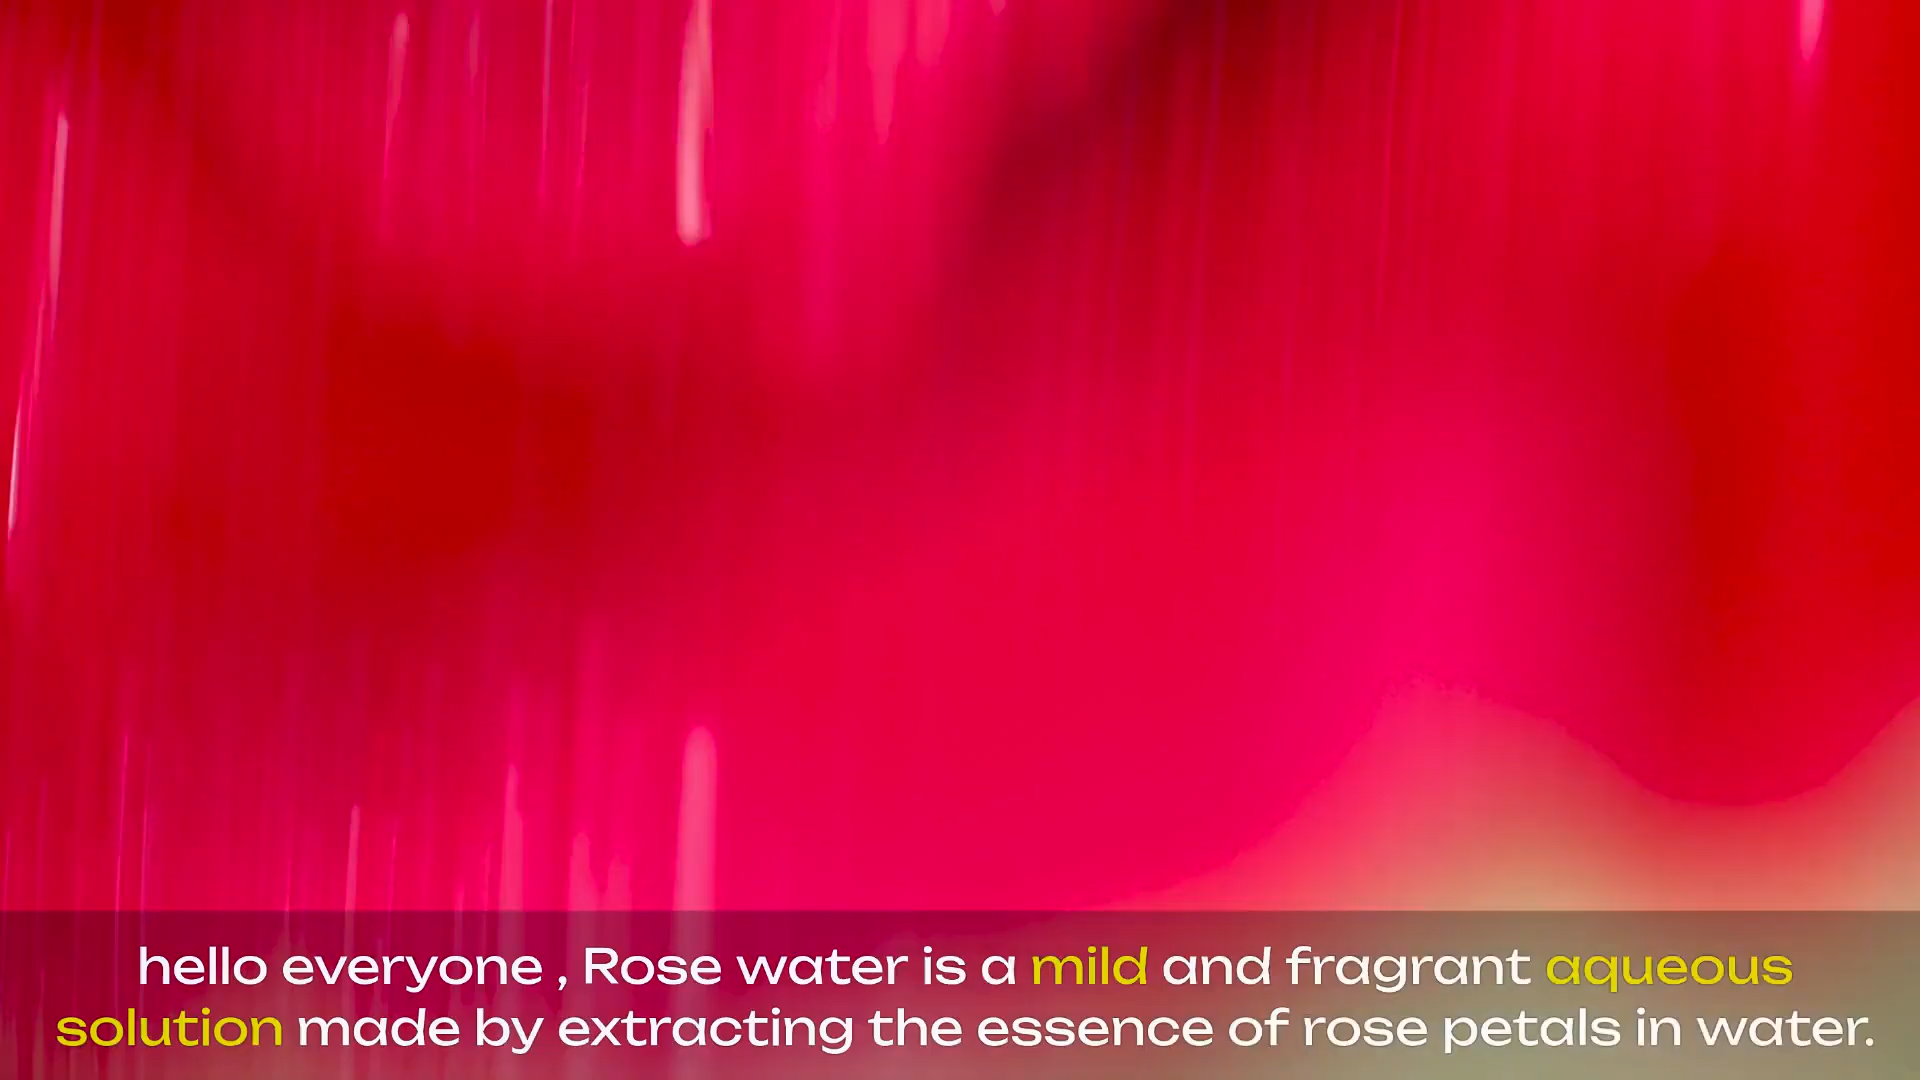 hello everyone , Rose water is a mild and fragrant aqueous
solution made by extracting the essence of rose petals in water.